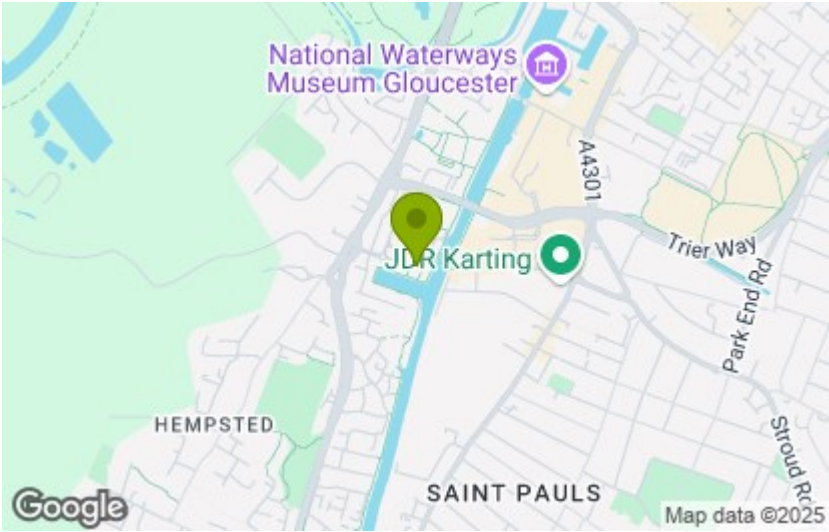 National Waterways
Museum Gloucester
A4301
Trier Way
JDR Karting
Park End Rd
HEMPSTED
Stroud Rd
SAINT PAULS
Google
Map data ©2025